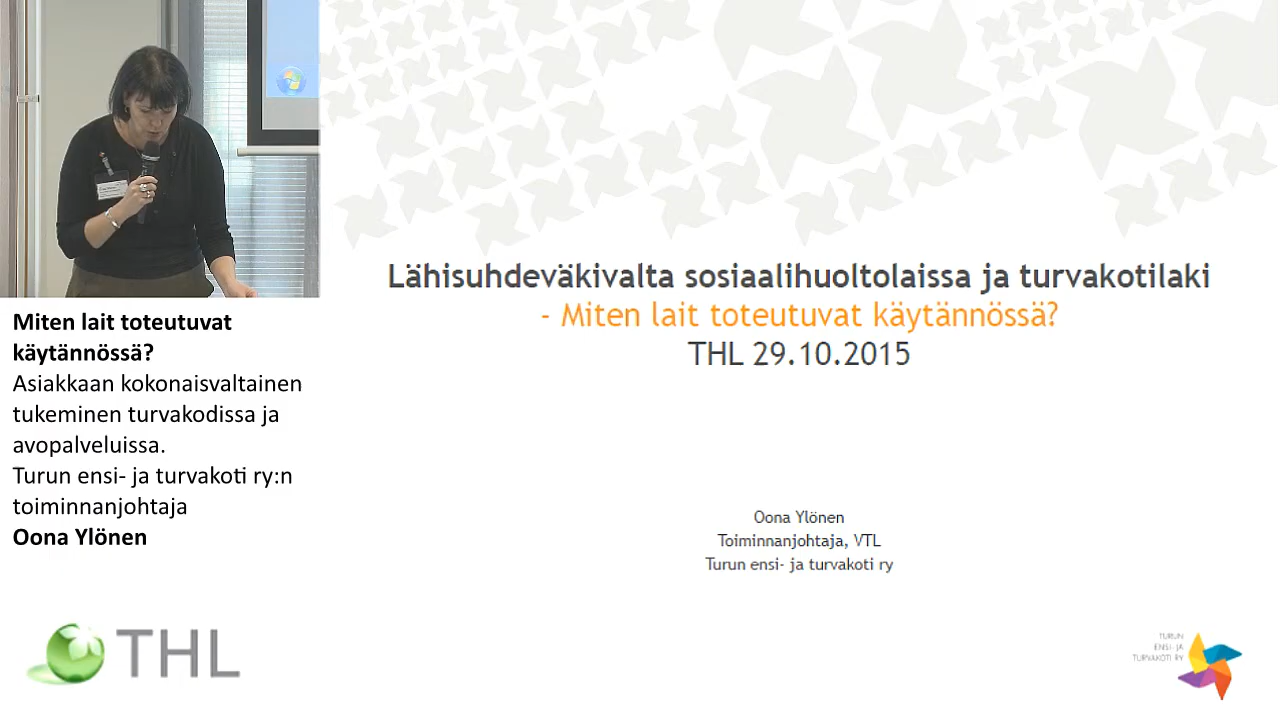 Miten lait toteutuvat
käytännössä?
Asiakkaan kokonaisvaltainen
tukeminen turvakodissa ja
avopalveluissa.
Turun ensi- ja turvakoti ry:n
toiminnanjohtaja
Oona Ylönen
THL
Lähisuhdeväkivalta sosiaalihuoltolaissa ja turvakotilaki
- Miten lait toteutuvat käytännössä?
THL 29.10.2015
Oona Ylönen
Toiminnanjohtaja, VTL
Turun ensi- ja turvakoti ry
TURUN
ENSI- JA
TURVAKOTI RY